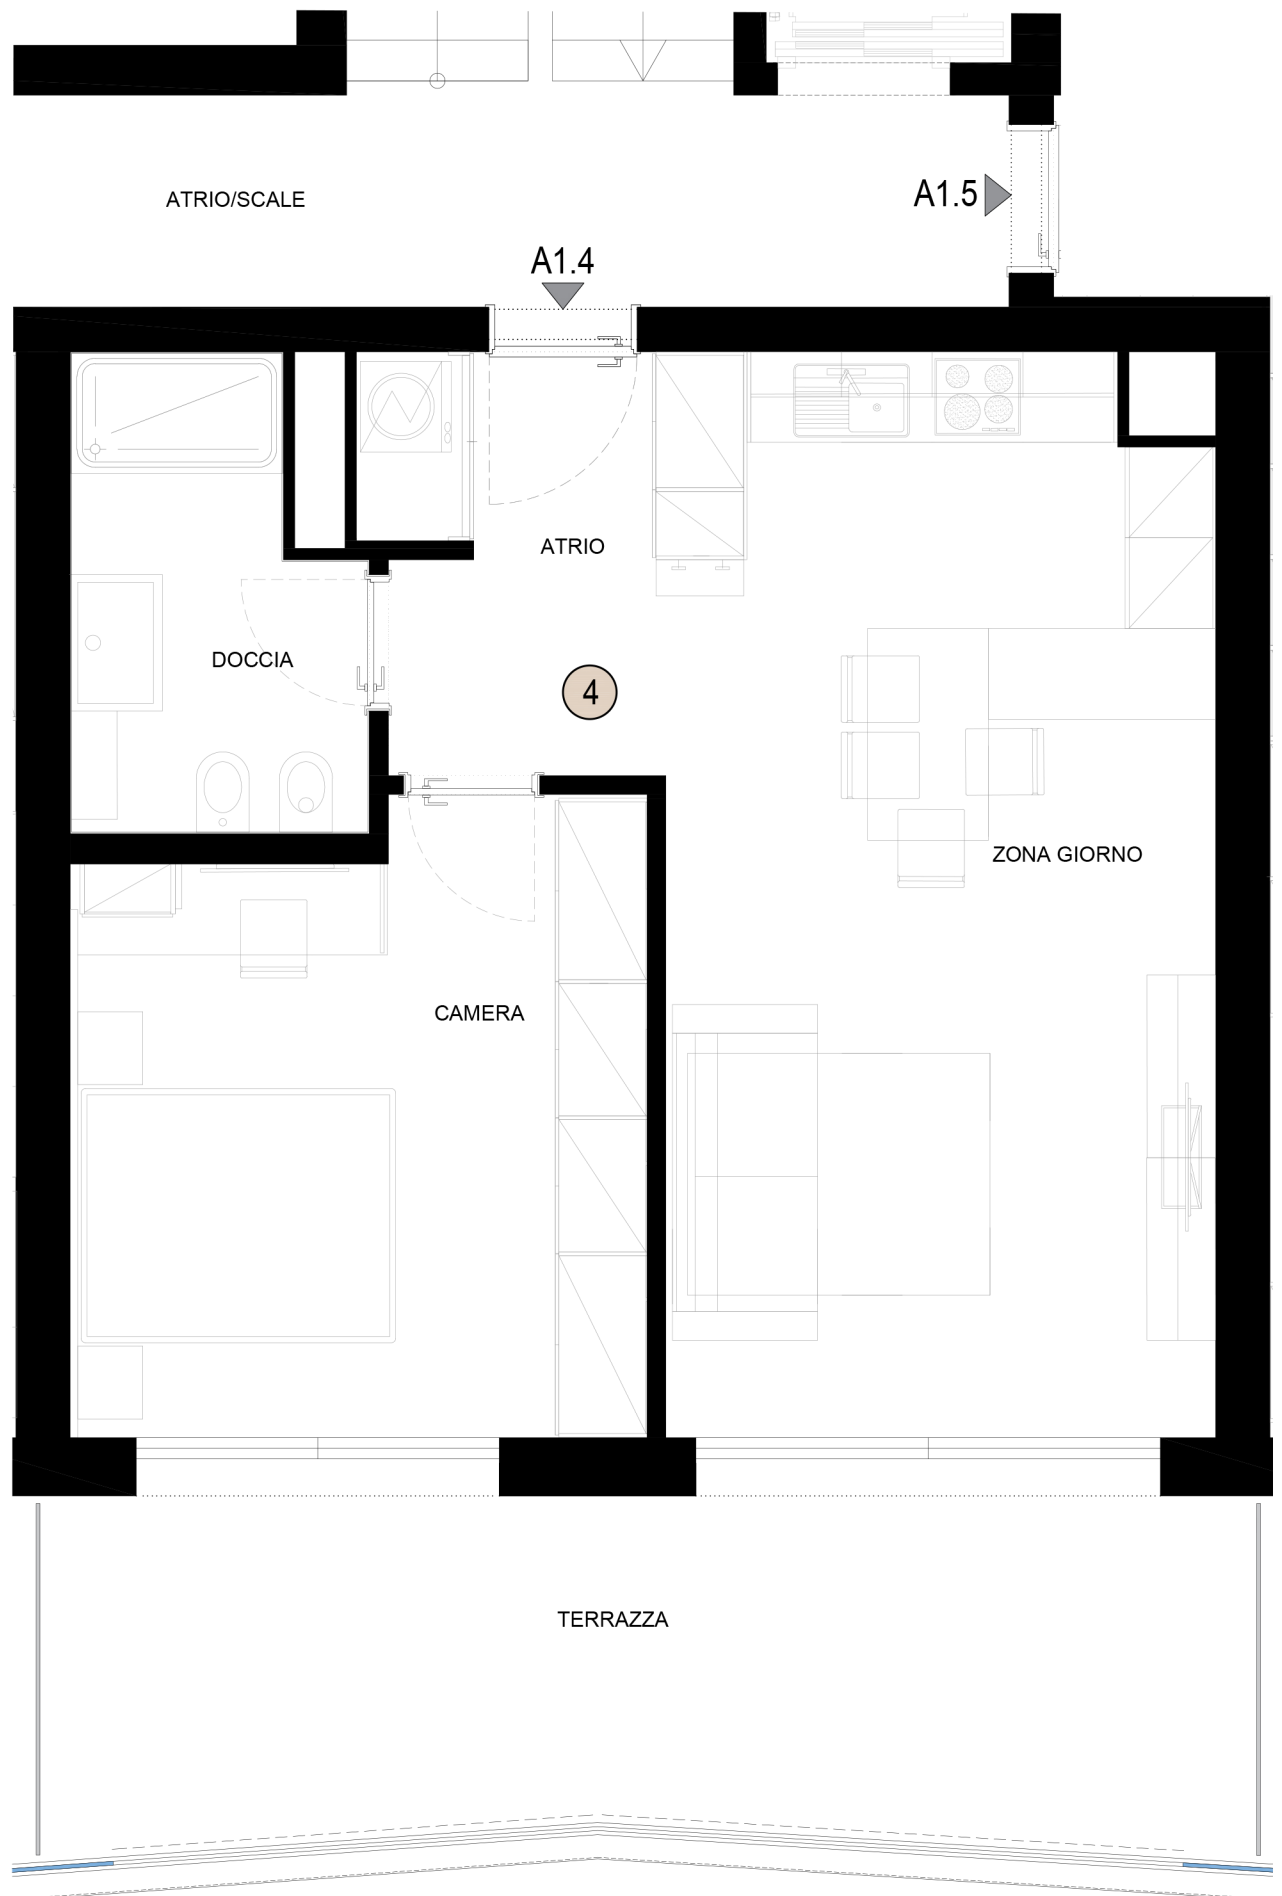 ATRIO/SCALE
A1.5
A1.4
ATRIO
DOCCIA
4
ZONA GIORNO
CAMERA
TERRAZZA